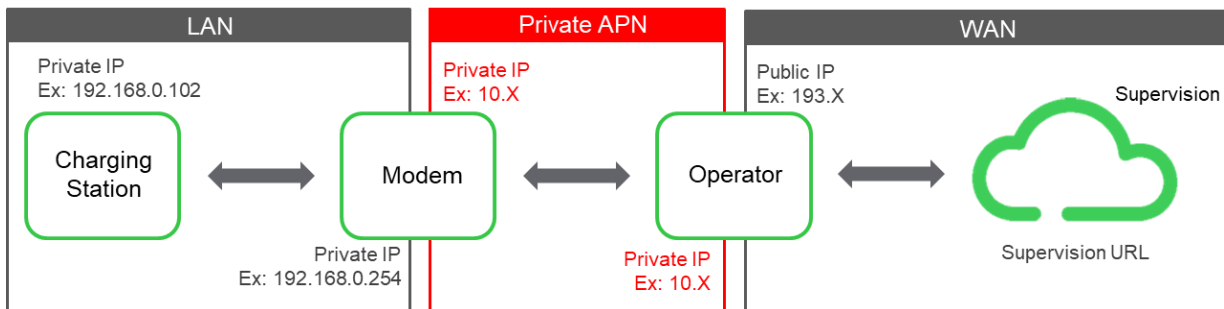 LAN
Private APN
WAN
Private IP
Ex: 192.168.0.102
Private IP
Ex: 10.X
Public IP
Ex: 193.X
Supervision
Charging
Station
Modem
Operator
Private IP
Ex: 192.168.0.254
Private IP
Ex: 10.X
Supervision URL